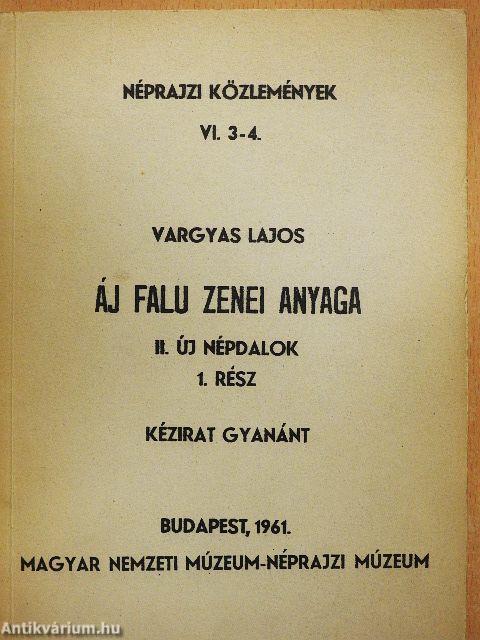 NÉPRAJZI KÖZLEMÉNYEK
VI. 3-4.
VARGYAS LAJOS
ÁJ FALU ZENEI ANYAGA
II. ÚJ NÉPDALOK
1. RÉSZ
KÉZIRAT GYANÁNT
BUDAPEST, 1961.
MAGYAR NEMZETI MÚZEUM-NÉPRAJZI MÚZEUM
Antikvárium.hu